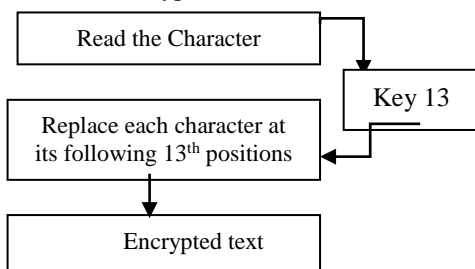 Read the Character
Key 13
Replace each character at
its following 13th positions
Encrypted text